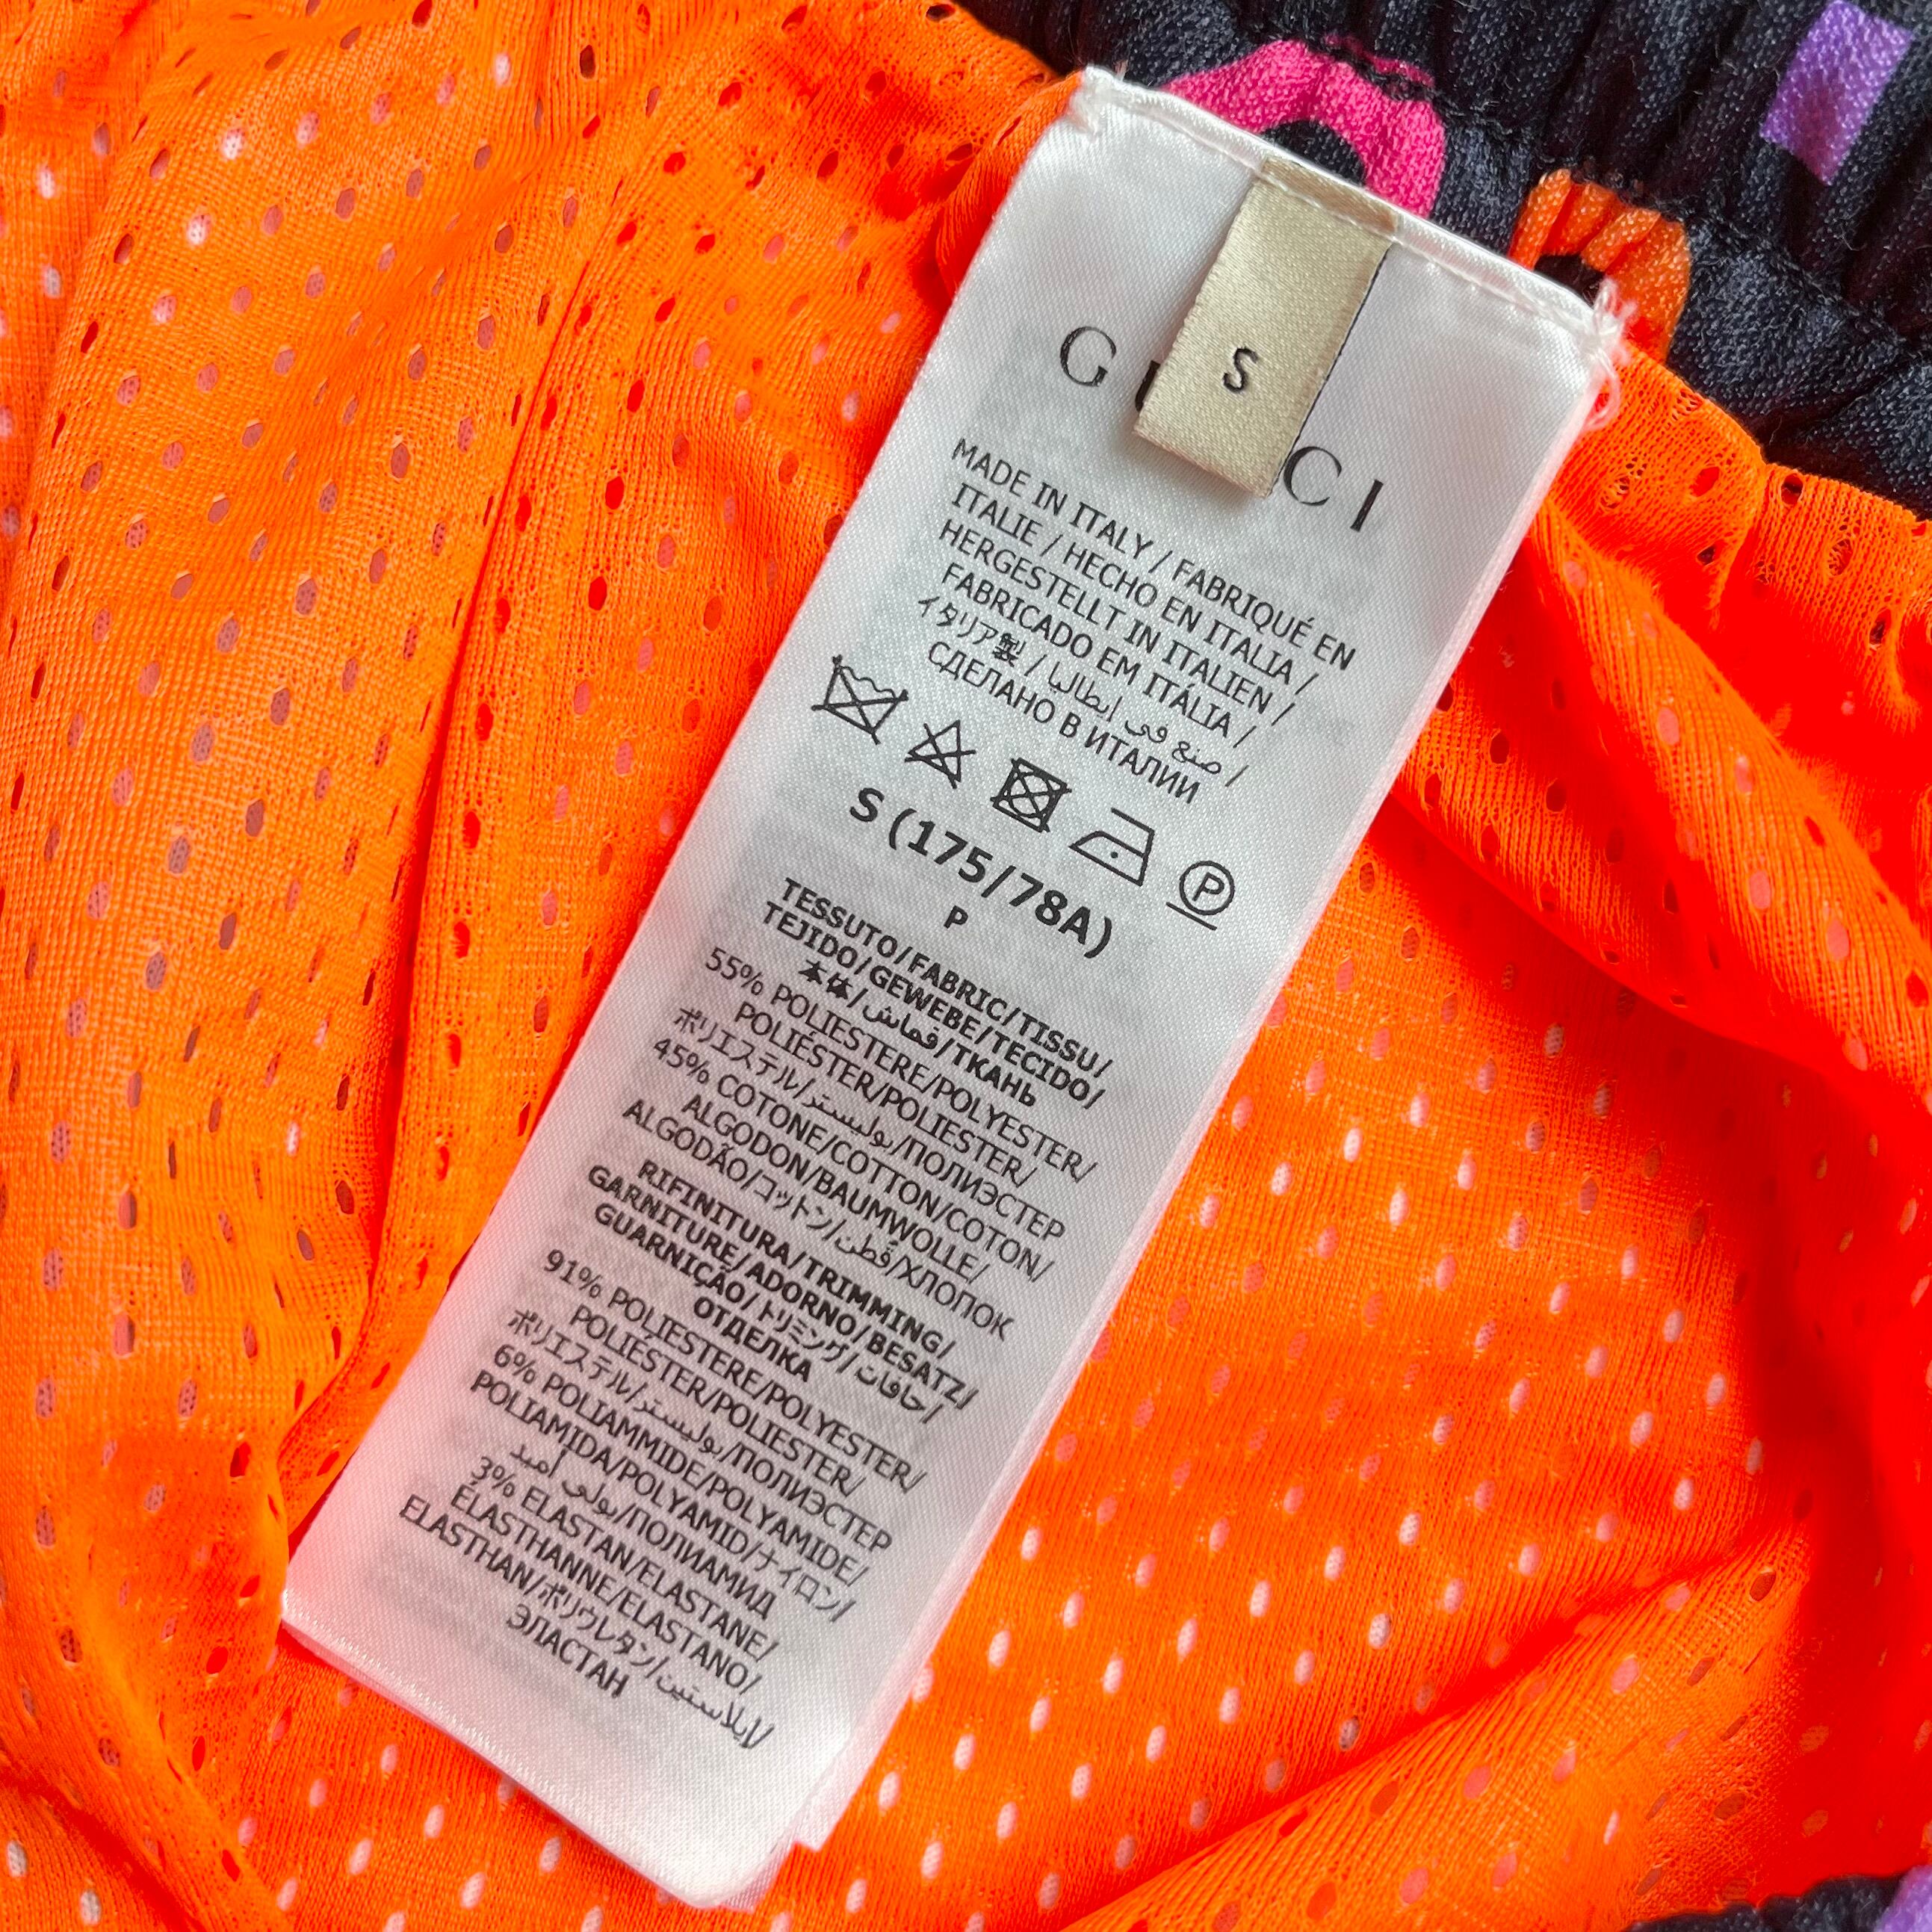 S
GUCCI
MADE IN ITALY / FABRIQUÉ EN
ITALIE / HECHO EN ITALIA /
HERGESTELLT IN ITALIEN /
FABRICADO EM ITÁLIA /
イタリア製 / صنع في إيطاليا /
СДЕЛАНО В ИТАЛИИ
P
S (175/78A)
P
TESSUTO/FABRIC/TISSU/
TEJIDO/GEWEBE/TECIDO/
本体/قماش/ТКАНЬ
55% POLIESTERE/POLYESTER/
POLIÉSTER/POLIESTER/
ポリエステル/بوليستر/ПОЛИЭСТЕР
45% COTONE/COTTON/COTON/
ALGODON/BAUMWOLLE/
ALGODÃO/コットン/قطن/ХЛОПОК
RIFINITURA/TRIMMING/
GARNITURE/ADORNO/BESATZ/
GUARNIÇÃO/トリミング/حافات/
ОТДЕЛКА
91% POLIESTERE/POLYESTER/
POLIÉSTER/POLIESTER/
ポリエステル/بوليستر/ПОЛИЭСТЕР
6% POLIAMMIDE/POLYAMIDE/
POLIAMIDA/POLYAMID/ナイロン/
بولي أميد/ПОЛИАМИД
3% ELASTAN/ELASTANE/
ÉLASTHANNE/ELASTANO/
ELASTHAN/ポリウレタン/إيلاستين/
ЭЛАСТАН